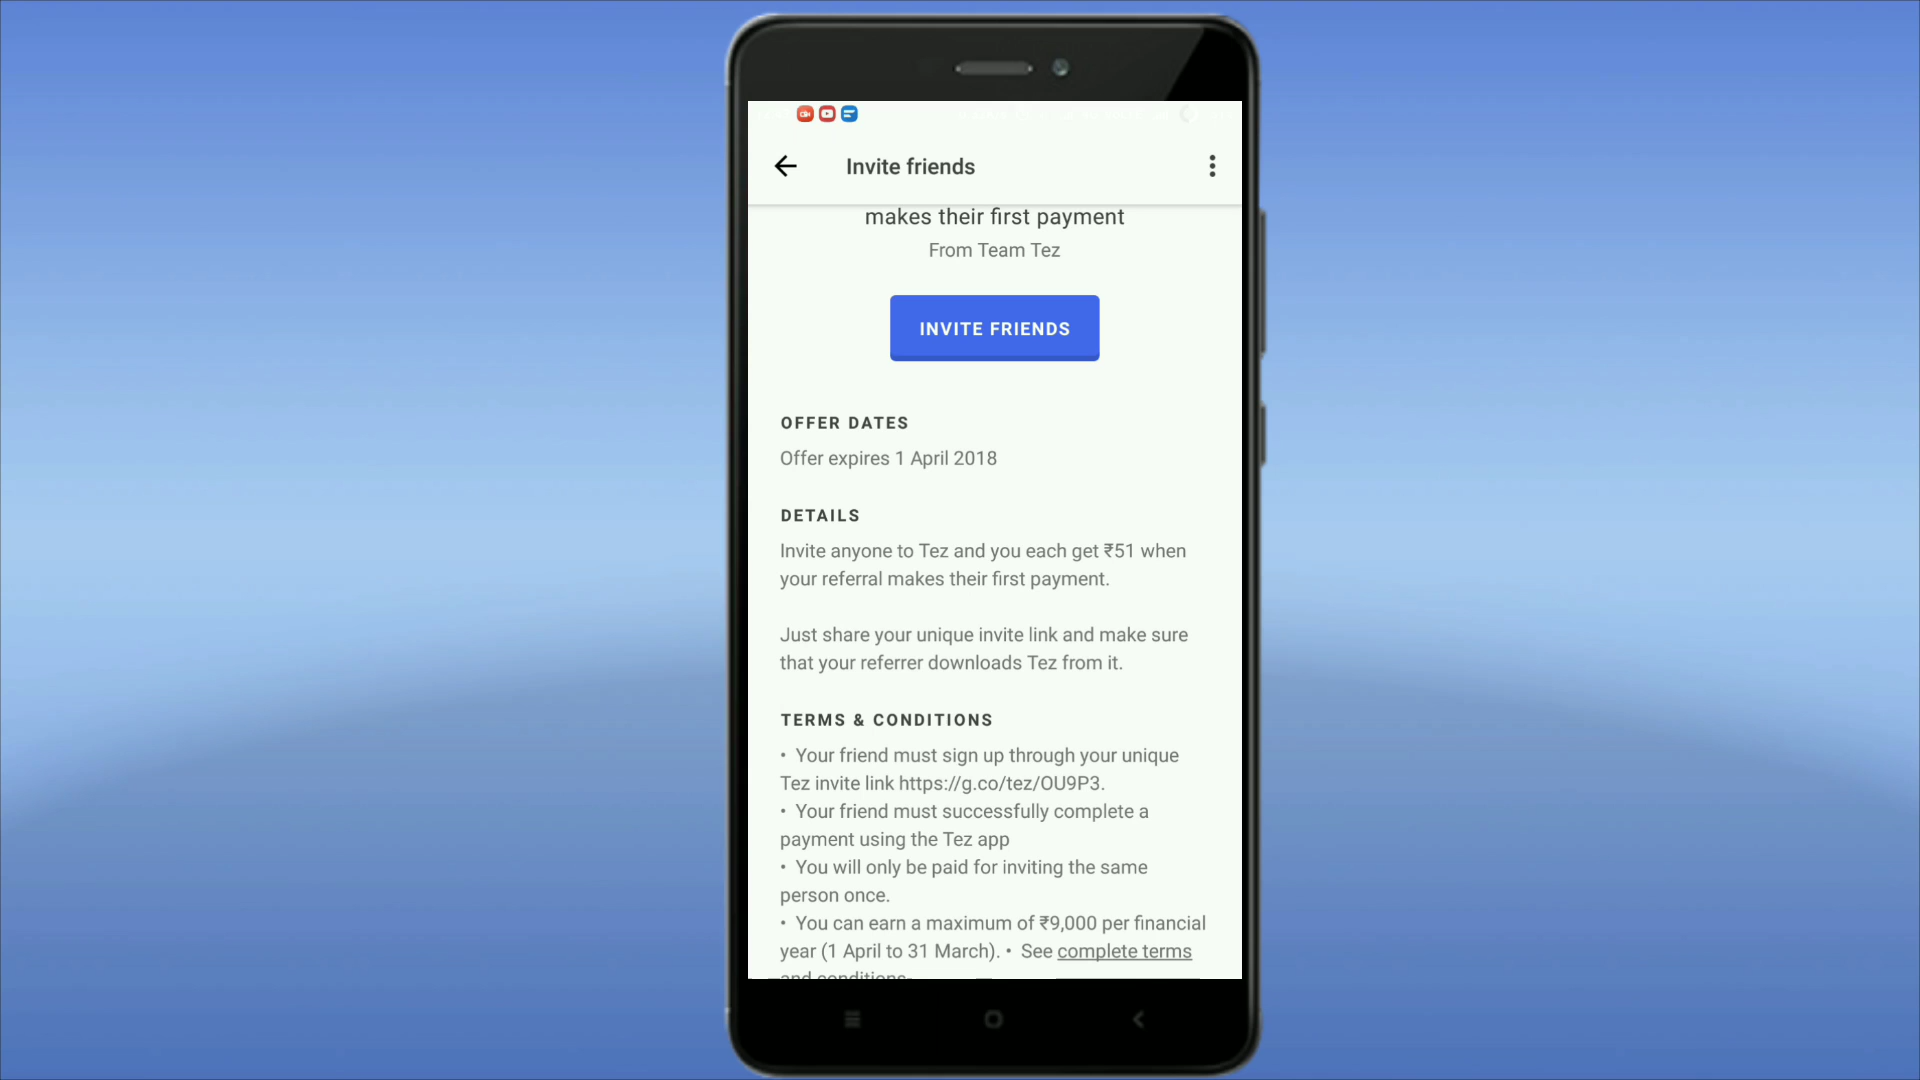 Invite friends
makes their first payment
From Team Tez
INVITE FRIENDS
OFFER DATES
Offer expires 1 April 2018
DETAILS
Invite anyone to Tez and you each get ₹51 when
your referral makes their first payment.
Just share your unique invite link and make sure
that your referrer downloads Tez from it.
TERMS & CONDITIONS
• Your friend must sign up through your unique
Tez invite link https://g.co/tez/OU9P3.
• Your friend must successfully complete a
payment using the Tez app
• You will only be paid for inviting the same
person once.
• You can earn a maximum of ₹9,000 per financial
year (1 April to 31 March). • See complete terms
and conditions.